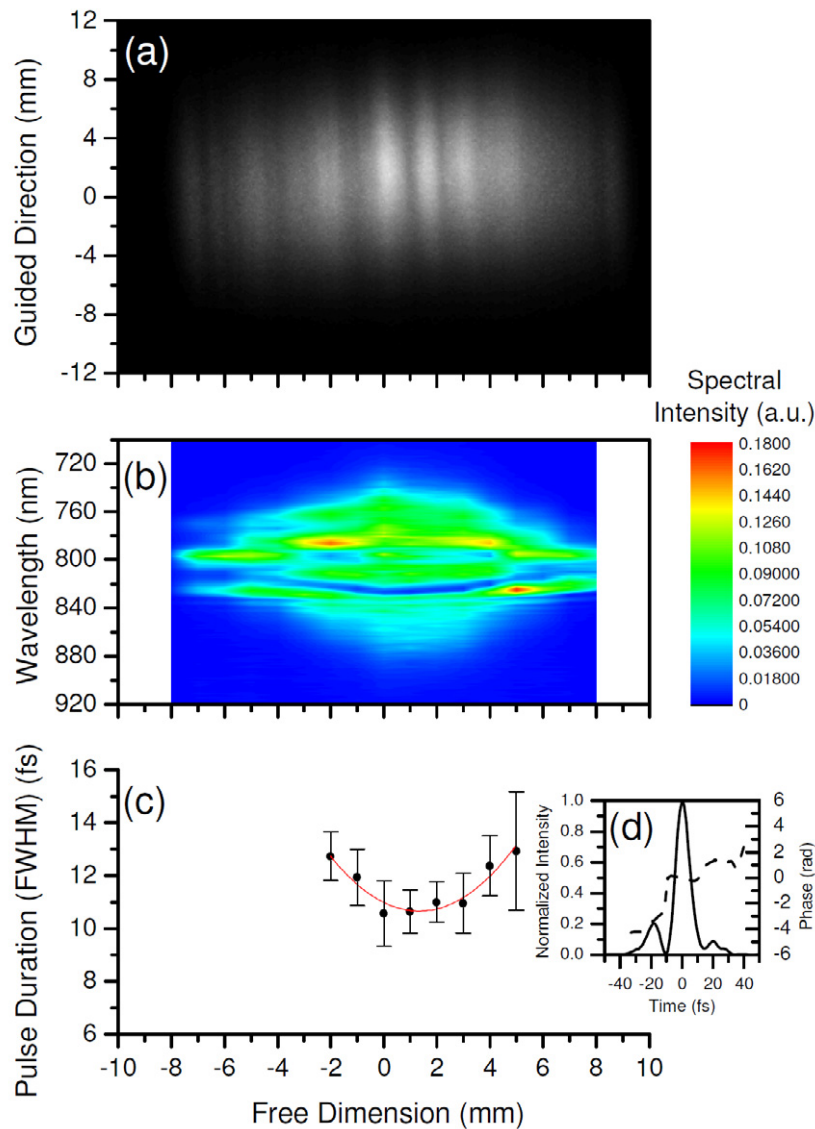 (a)
Guided Direction (mm)
12
8
4
0
-4
-8
-12
(b)
Wavelength (nm)
720
760
800
840
880
920
Spectral
Intensity (a.u.)
0.1800
0.1620
0.1440
0.1260
0.1080
0.09000
0.07200
0.05400
0.03600
0.01800
0
(c)
Pulse Duration (FWHM) (fs)
16
14
12
10
8
6
-10 -8 -6 -4 -2 0 2 4 6 8 10
Free Dimension (mm)
(d)
Normalized Intensity
1.0
0.8
0.6
0.4
0.2
0.0
6
4
2
0
-2
-4
-6
Phase (rad)
-40 -20 0 20 40
Time (fs)